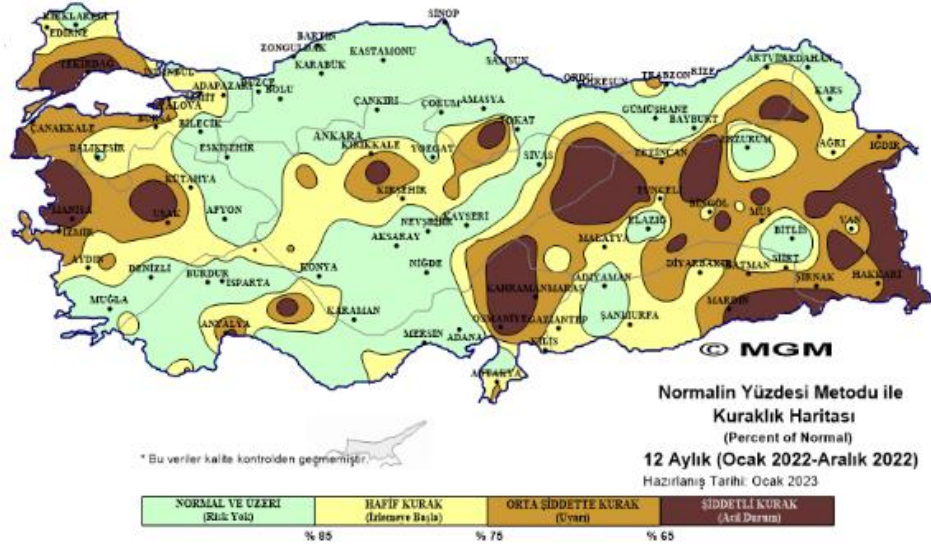 SİNOP
KIRKLARELİ
EDİRNE
BARTIN
ZONGULDAK
KASTAMONU
KARABÜK
SAMSUN
TEKİRDAĞ
İSTANBUL
ADAPAZARI
DÜZCE
BOLU
ORDU
GİRESUN
TRABZON
RİZE
ARTVİN
ARDAHAN
KARS
YALOVA
ÇANKIRI
ÇORUM
AMASYA
TOKAT
GÜMÜŞHANE
BAYBURT
ÇANAKKALE
BURSA
BİLECİK
ANKARA
KIRIKKALE
YOZGAT
SİVAS
ERZİNCAN
ERZURUM
AĞRI
IĞDIR
BALIKESİR
ESKİŞEHİR
KÜTAHYA
KIRŞEHİR
TUNCELİ
BİNGÖL
MUŞ
VAN
MANİSA
UŞAK
AFYON
NEVŞEHİR
KAYSERİ
ELAZIĞ
BİTLİS
İZMİR
AKSARAY
MALATYA
AYDIN
DENİZLİ
BURDUR
ISPARTA
KONYA
NİĞDE
KAHRAMANMARAŞ
ADIYAMAN
DİYARBAKIR
BATMAN
SİİRT
ŞIRNAK
HAKKARİ
MUĞLA
ANTALYA
KARAMAN
MERSİN
ADANA
OSMANİYE
GAZİANTEP
ŞANLIURFA
MARDİN
KİLİS
ANTAKYA
© MGM
Normalin Yüzdesi Metodu ile
Kuraklık Haritası
(Percent of Normal)
12 Aylık (Ocak 2022-Aralık 2022)
Hazırlanış Tarihi: Ocak 2023
* Bu veriler kalite kontrolden geçmemiştir.
NORMAL VE ÜZERİ
(Risk Yok)
HAFİF KURAK
(İzlemeye Başla)
ORTA ŞİDDETTE KURAK
(Uyarı)
ŞİDDETLİ KURAK
(Acil Durum)
% 85
% 75
% 65